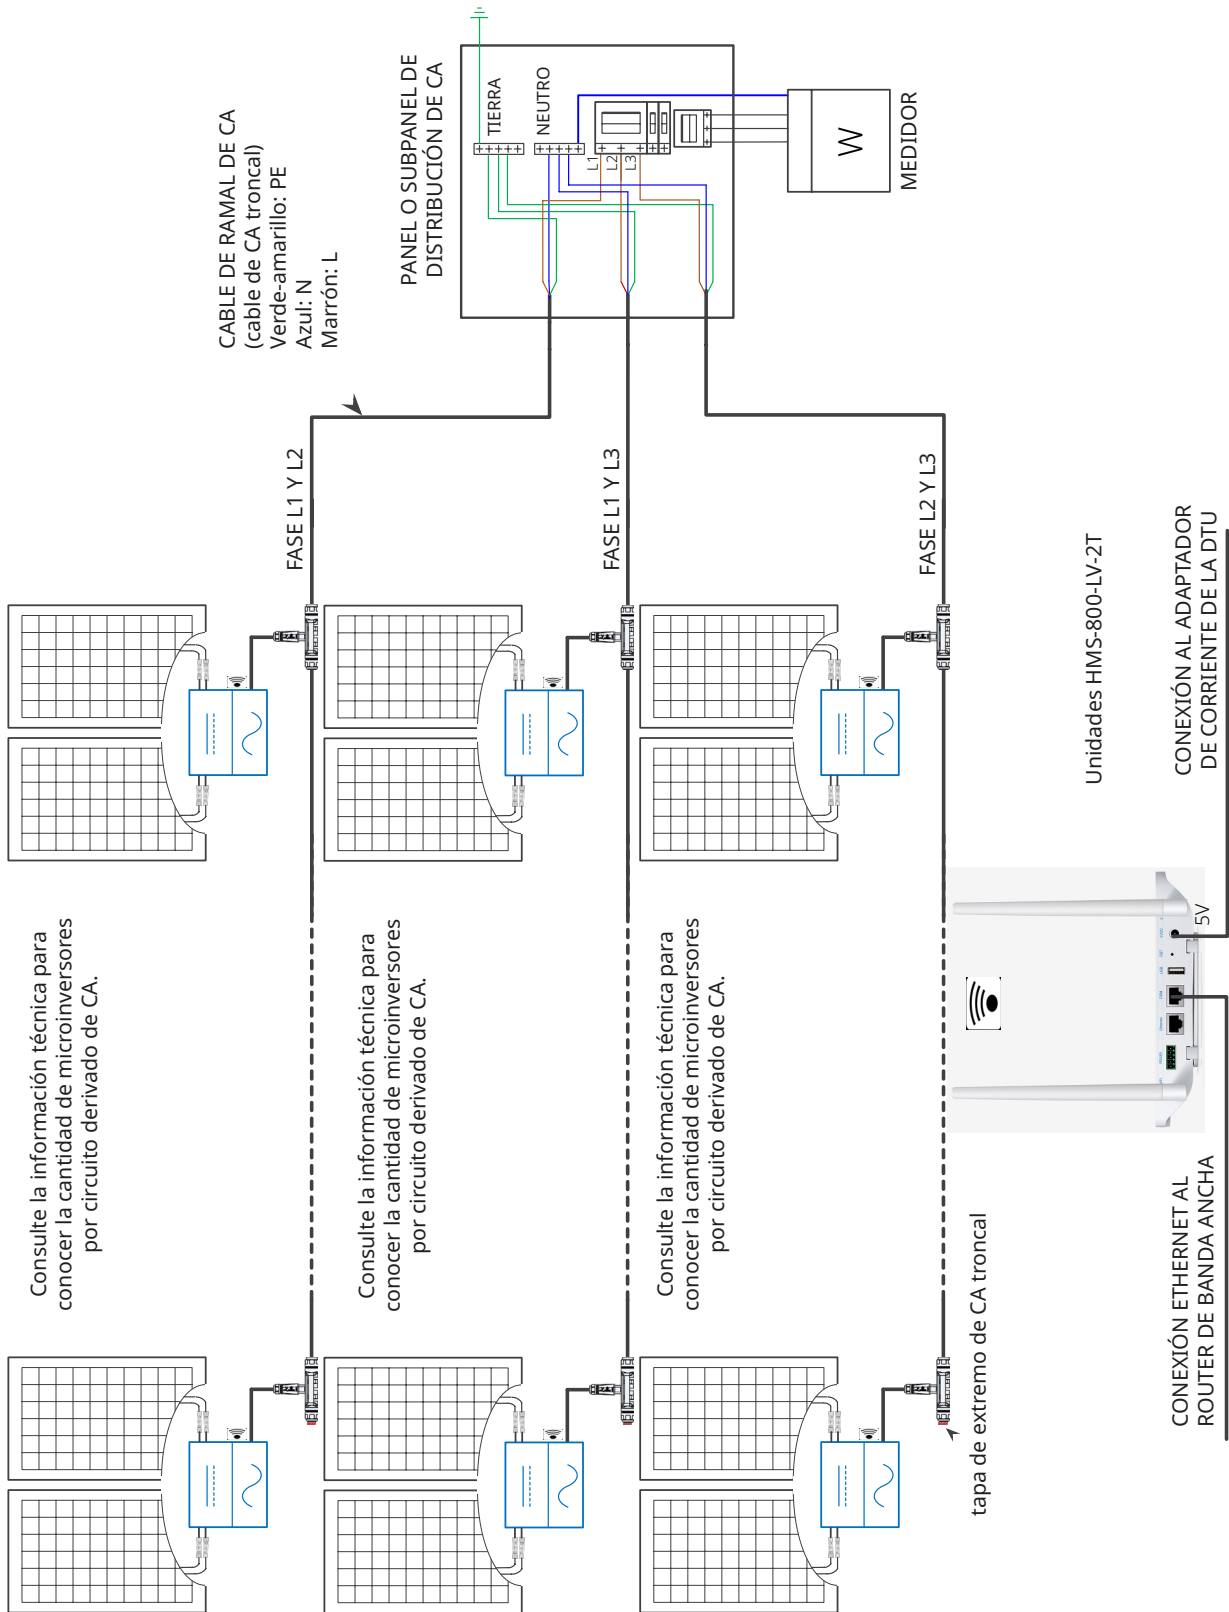 CABLE DE RAMAL DE CA
(cable de CA troncal)
Verde-amarillo: PE
Azul: N
Marrón: L
PANEL O SUBPANEL DE
DISTRIBUCIÓN DE CA
TIERRA
NEUTRO
L1
L2
L3
W
MEDIDOR
FASE L1 Y L2
FASE L1 Y L3
FASE L2 Y L3
Consulte la información técnica para
conocer la cantidad de microinversores
por circuito derivado de CA.
Consulte la información técnica para
conocer la cantidad de microinversores
por circuito derivado de CA.
Consulte la información técnica para
conocer la cantidad de microinversores
por circuito derivado de CA.
Unidades HMS-800-LV-2T
CONEXIÓN AL ADAPTADOR
DE CORRIENTE DE LA DTU
5V
tapa de extremo de CA troncal
CONEXIÓN ETHERNET AL
ROUTER DE BANDA ANCHA